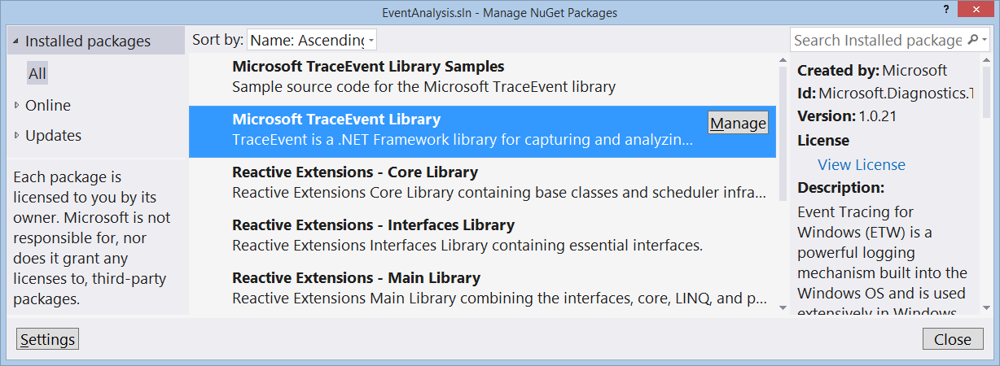 EventAnalysis.sln - Manage NuGet Packages
?
Installed packages
All
Online
Updates
Each package is
licensed to you by its
owner. Microsoft is not
responsible for, nor
does it grant any
licenses to, third-party
packages.
Settings
Sort by: Name: Ascending
Microsoft TraceEvent Library Samples
Sample source code for the Microsoft TraceEvent library
Microsoft TraceEvent Library
TraceEvent is a .NET Framework library for capturing and analyzin...
Manage
Reactive Extensions - Core Library
Reactive Extensions Core Library containing base classes and scheduler infra...
Reactive Extensions - Interfaces Library
Reactive Extensions Interfaces Library containing essential interfaces.
Reactive Extensions - Main Library
Reactive Extensions Main Library combining the interfaces, core, LINQ, and p...
Search Installed package
Created by: Microsoft
Id: Microsoft.Diagnostics.T
Version: 1.0.21
License
View License
Description:
Event Tracing for
Windows (ETW) is a
powerful logging
mechanism built into the
Windows OS and is used
extensively in Windows
Close